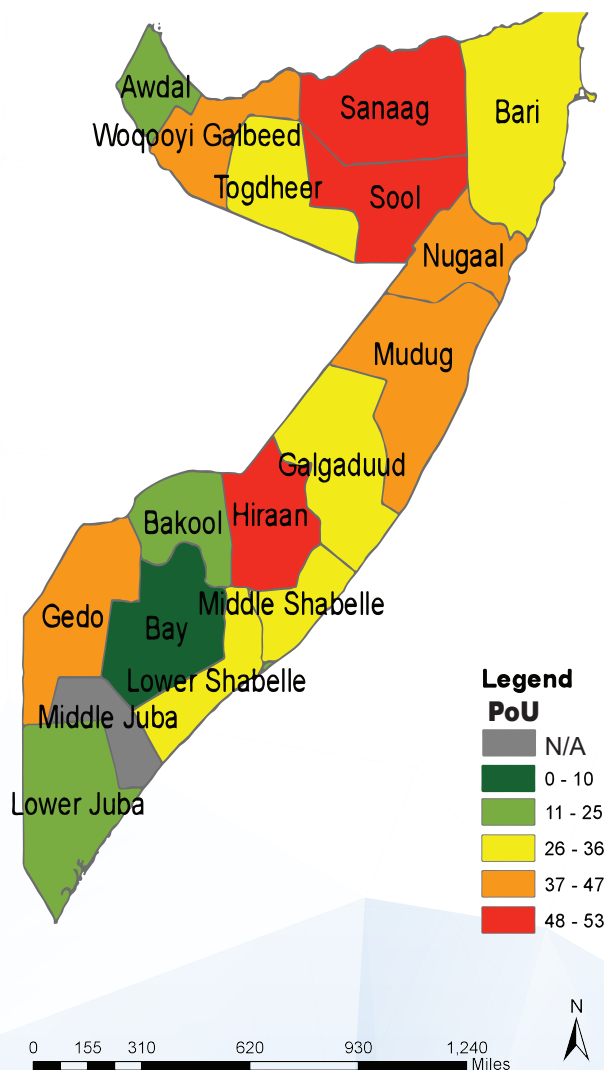 Awdal
Sanaag
Bari
Woqooyi Galbeed
Togdheer
Sool
Nugaal
Mudug
Galgaduud
Bakool
Hiraan
Middle Shabelle
Gedo
Bay
Lower Shabelle
Middle Juba
Lower Juba
Legend
PoU
N/A
0 - 10
11 - 25
26 - 36
37 - 47
48 - 53
N
0 155 310 620 930 1,240
Miles